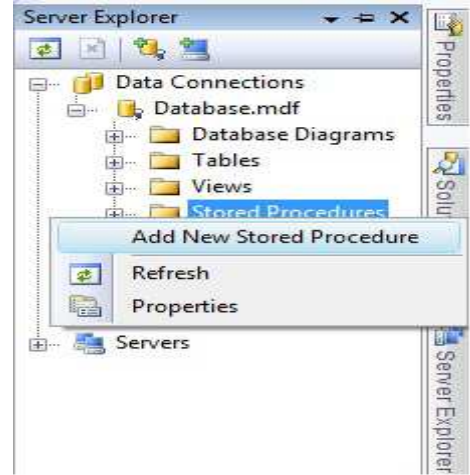 Server Explorer
Data Connections
Database.mdf
Database Diagrams
Tables
Views
Stored Procedures
Add New Stored Procedure
Refresh
Properties
Servers
Properties
Solu
Server Explorer